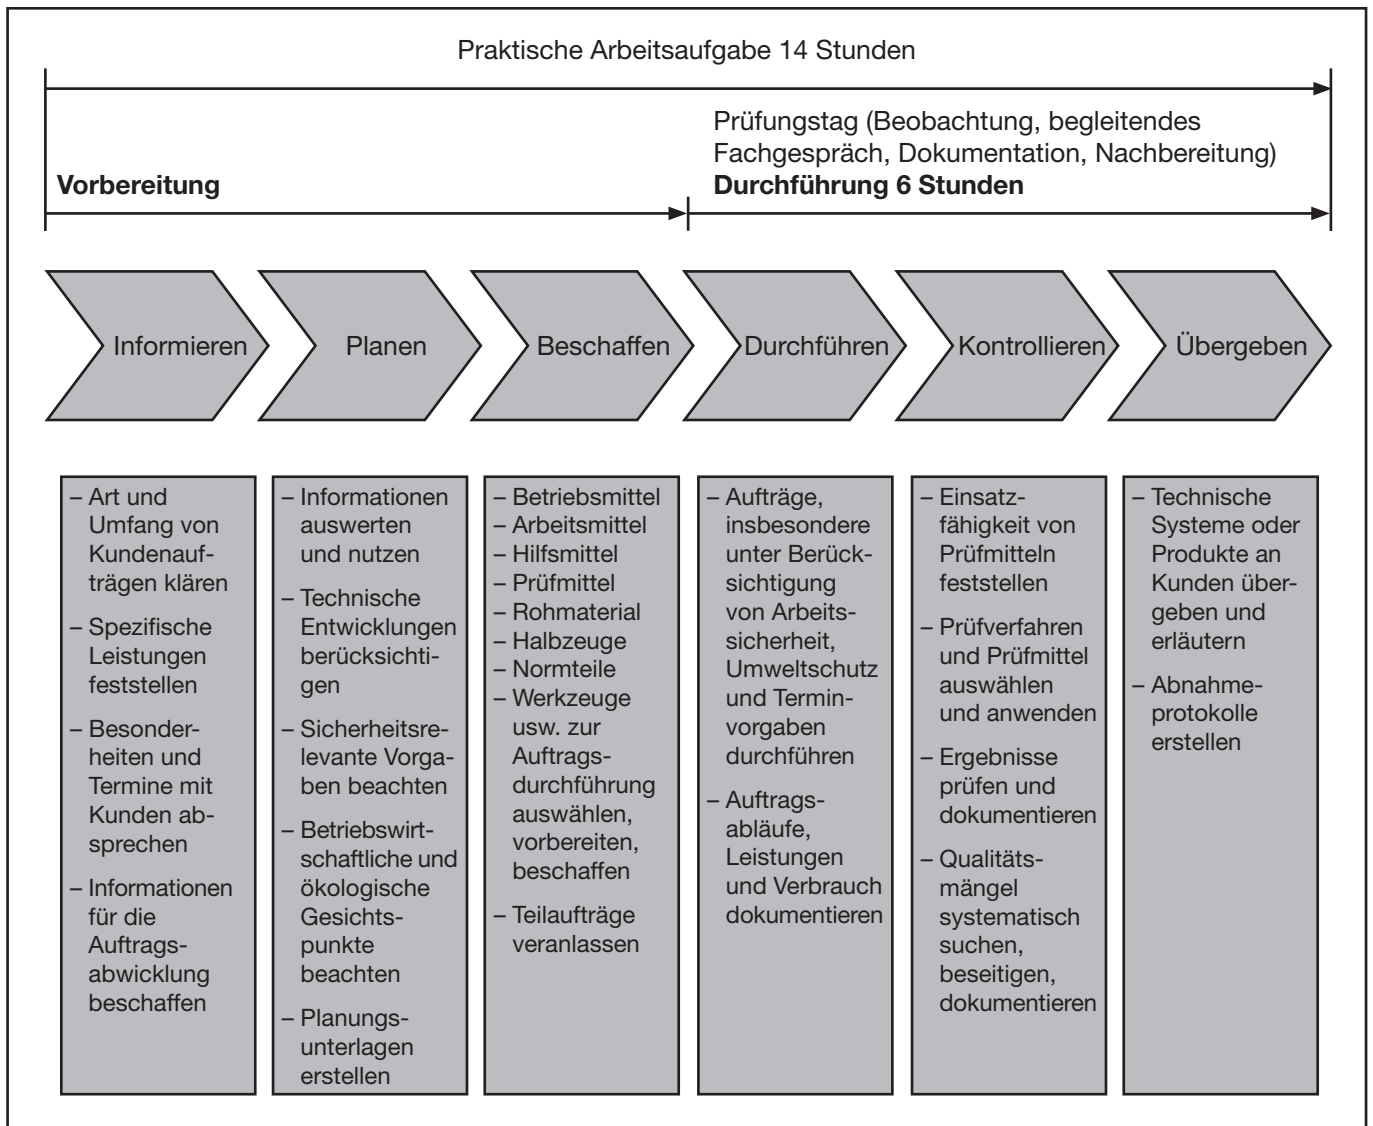 Praktische Arbeitsaufgabe 14 Stunden
Prüfungstag (Beobachtung, begleitendes
Fachgespräch, Dokumentation, Nachbereitung)
Vorbereitung
Durchführung 6 Stunden
Informieren
Planen
Beschaffen
Durchführen
Kontrollieren
Übergeben
– Art und
Umfang von
Kundenauf-
trägen klären
– Spezifische
Leistungen
feststellen
– Besonder-
heiten und
Termine mit
Kunden ab-
sprechen
– Informationen
für die
Auftrags-
abwicklung
beschaffen
– Informationen
auswerten
und nutzen
– Technische
Entwicklungen
berücksichti-
gen
– Sicherheitsre-
levante Vorga-
ben beachten
– Betriebswirt-
schaftliche und
ökologische
Gesichts-
punkte
beachten
– Planungs-
unterlagen
erstellen
– Betriebsmittel
– Arbeitsmittel
– Hilfsmittel
– Prüfmittel
– Rohmaterial
– Halbzeuge
– Normteile
– Werkzeuge
usw. zur
Auftrags-
durchführung
auswählen,
vorbereiten,
beschaffen
– Teilaufträge
veranlassen
– Aufträge,
insbesondere
unter Berück-
sichtigung
von Arbeits-
sicherheit,
Umweltschutz
und Termin-
vorgaben
durchführen
– Auftrags-
abläufe,
Leistungen
und Verbrauch
dokumentieren
– Einsatz-
fähigkeit von
Prüfmitteln
feststellen
– Prüfverfahren
und Prüfmittel
auswählen
und anwenden
– Ergebnisse
prüfen und
dokumentieren
– Qualitäts-
mängel
systematisch
suchen,
beseitigen,
dokumentieren
– Technische
Systeme oder
Produkte an
Kunden über-
geben und
erläutern
– Abnahme-
protokolle
erstellen